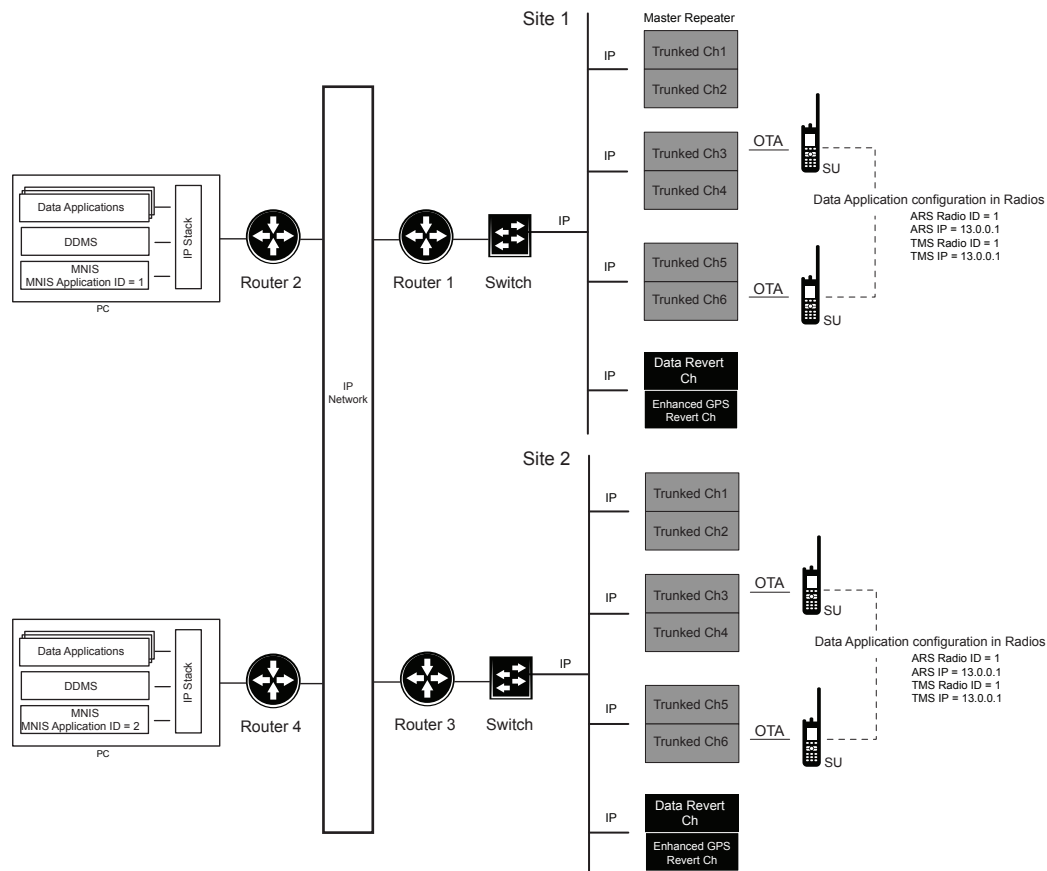 Site 1
Master Repeater
IP
Trunked Ch1
Trunked Ch2
IP
Trunked Ch3
Trunked Ch4
OTA
SU
Data Application configuration in Radios
ARS Radio ID = 1
ARS IP = 13.0.0.1
TMS Radio ID = 1
TMS IP = 13.0.0.1
IP
Trunked Ch5
Trunked Ch6
OTA
SU
IP
Data Revert
Ch
Enhanced GPS
Revert Ch
Data Applications
DDMS
MNIS
MNIS Application ID = 1
IP Stack
PC
Router 2
Router 1
Switch
IP
IP
Network
Site 2
IP
Trunked Ch1
Trunked Ch2
IP
Trunked Ch3
Trunked Ch4
OTA
SU
Data Application configuration in Radios
ARS Radio ID = 1
ARS IP = 13.0.0.1
TMS Radio ID = 1
TMS IP = 13.0.0.1
IP
Trunked Ch5
Trunked Ch6
OTA
SU
IP
Data Revert
Ch
Enhanced GPS
Revert Ch
Data Applications
DDMS
MNIS
MNIS Application ID = 2
IP Stack
PC
Router 4
Router 3
Switch
IP